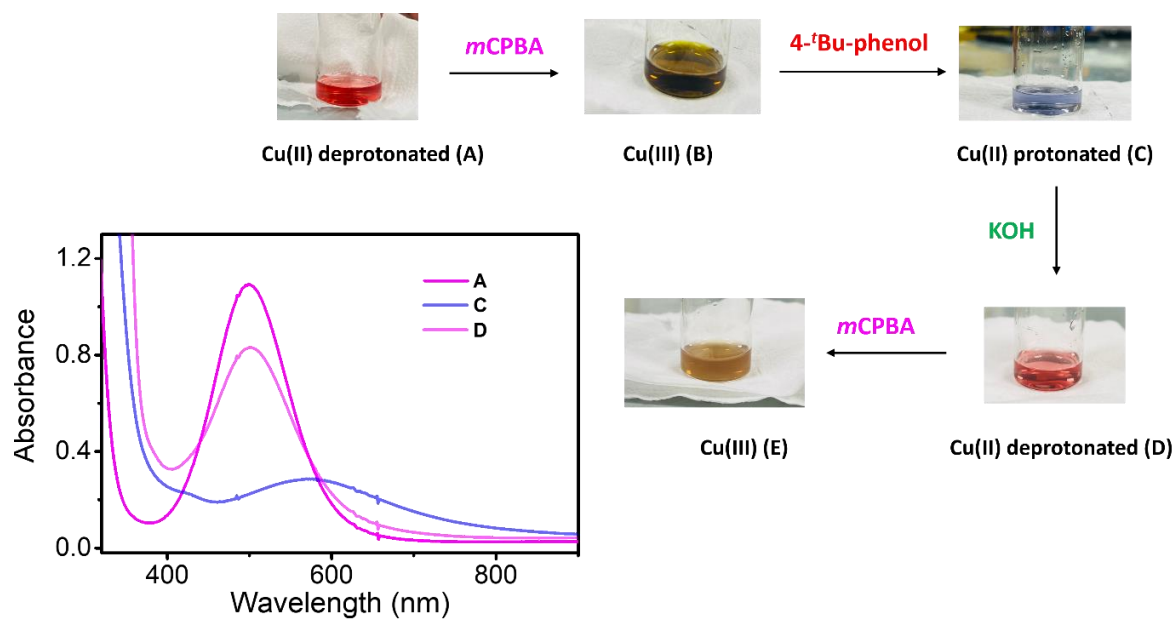 mCPBA
4-ᵗBu-phenol
Cu(II) deprotonated (A)
Cu(III) (B)
Cu(II) protonated (C)
KOH
mCPBA
Cu(III) (E)
Cu(II) deprotonated (D)
1.2
0.8
0.4
0.0
Absorbance
A
C
D
400
600
800
Wavelength (nm)